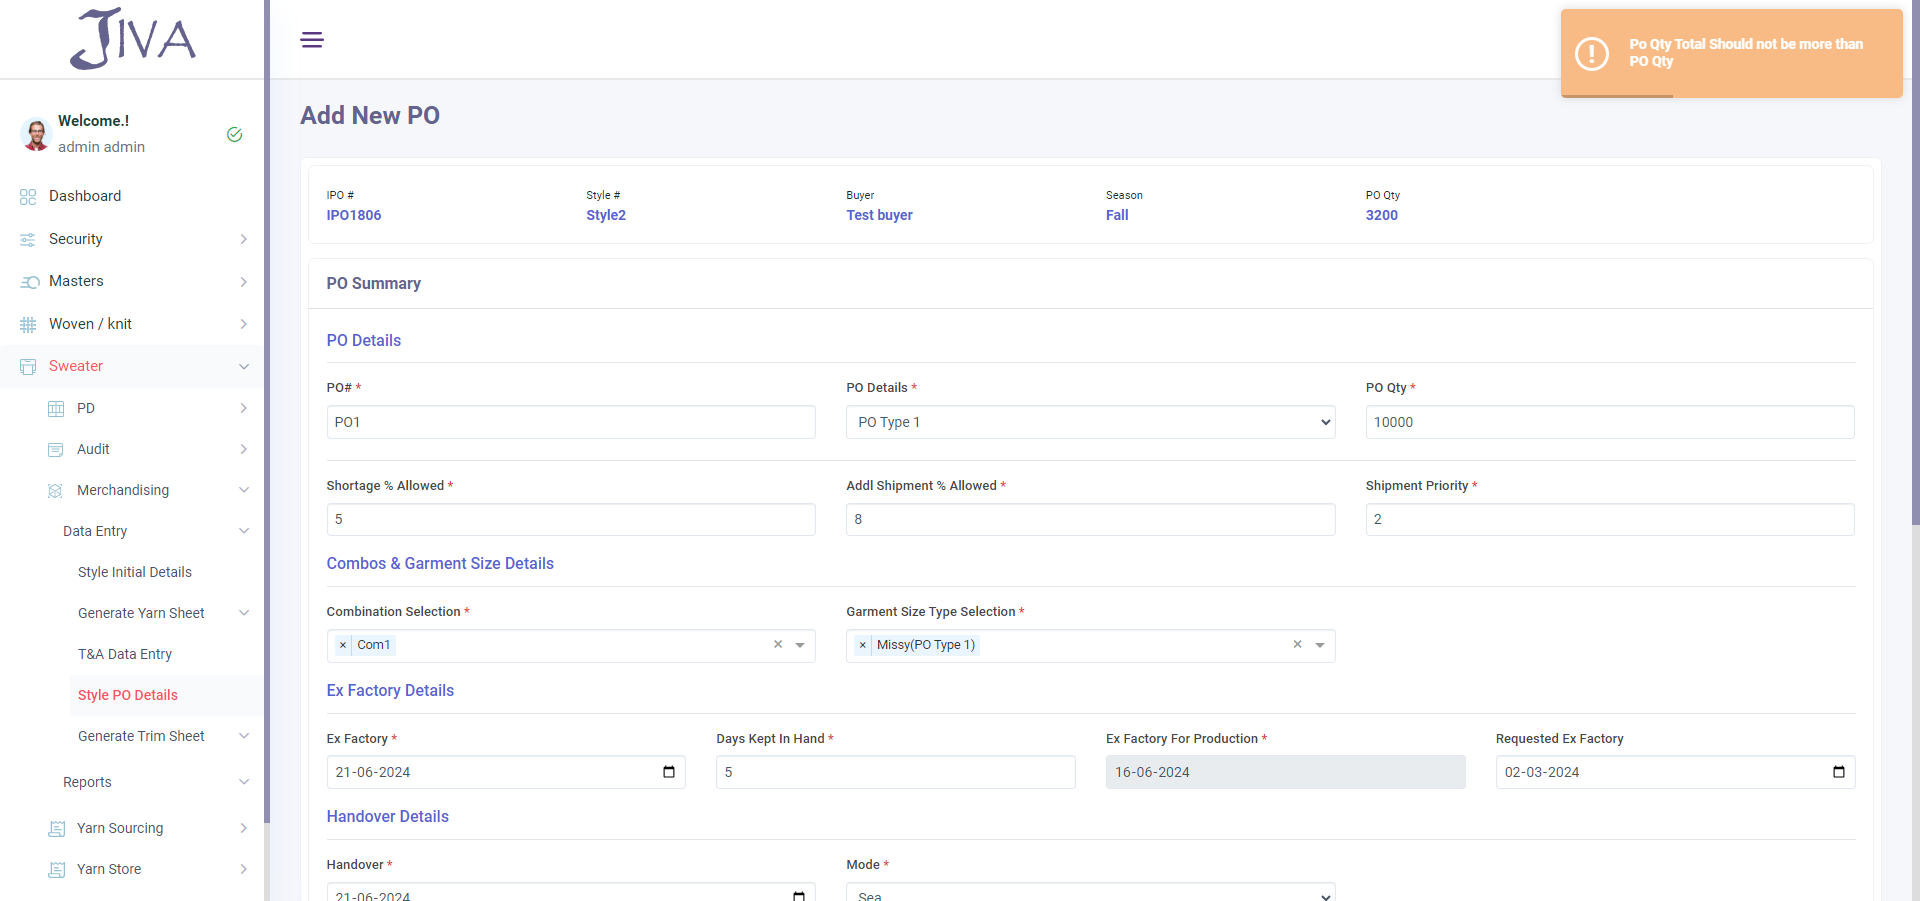 JIVA
Po Qty Total Should not be more than
PO Qty
Welcome.!
admin admin
Dashboard
Security
Masters
Woven / knit
Sweater
PD
Audit
Merchandising
Data Entry
Style Initial Details
Generate Yarn Sheet
T&A Data Entry
Style PO Details
Generate Trim Sheet
Reports
Yarn Sourcing
Yarn Store
Add New PO
IPO # Style # Buyer Season PO Qty
IPO1806 Style2 Test buyer Fall 3200
PO Summary
PO Details
PO# * PO Details * PO Qty *
PO1 PO Type 1 10000
Shortage % Allowed * Addl Shipment % Allowed * Shipment Priority *
5 8 2
Combos & Garment Size Details
Combination Selection * Garment Size Type Selection *
× Com1 × × Missy(PO Type 1) ×
Ex Factory Details
Ex Factory * Days Kept In Hand * Ex Factory For Production * Requested Ex Factory
21-06-2024 5 16-06-2024 02-03-2024
Handover Details
Handover * Mode *
21-06-2024 Sea